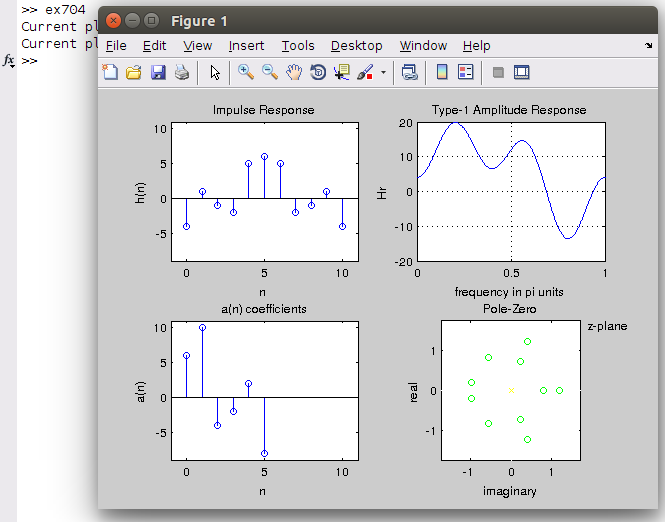 >> ex704
Current pl
Current pl
>>
fx
Figure 1
File Edit View Insert Tools Desktop Window Help
Impulse Response
10
5
0
-5
h(n)
0 5 10
n
Type-1 Amplitude Response
20
10
0
-10
-20
Hr
0 0.5 1
frequency in pi units
a(n) coefficients
10
5
0
-5
a(n)
0 5 10
n
Pole-Zero
z-plane
1
0
-1
real
-1 0 1
imaginary